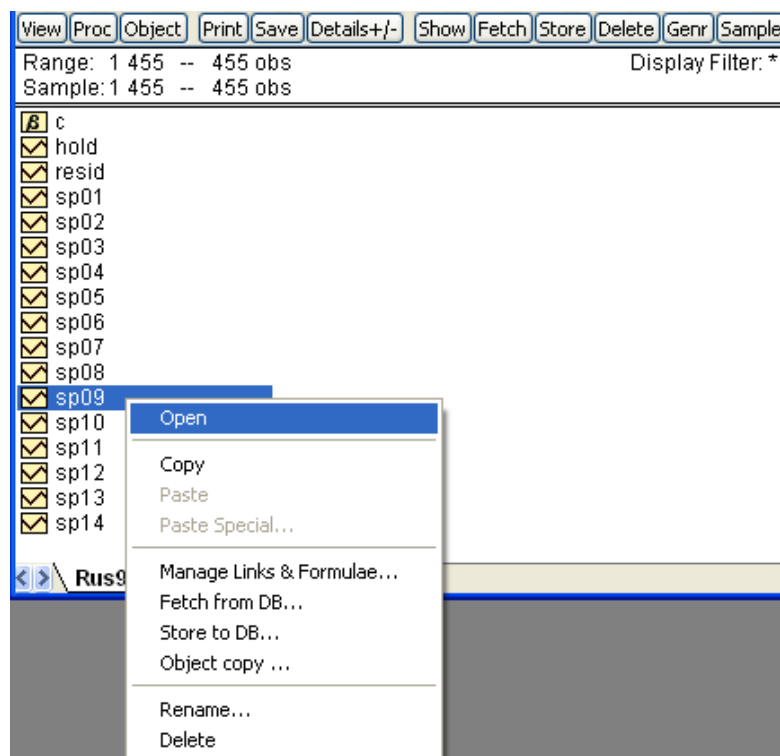 View Proc Object Print Save Details+/- Show Fetch Store Delete Genr Sample
Range: 1 455 -- 455 obs Display Filter: *
Sample: 1 455 -- 455 obs
β c
hold
resid
sp01
sp02
sp03
sp04
sp05
sp06
sp07
sp08
sp09
sp10
sp11
sp12
sp13
sp14
Rus9
Open
Copy
Paste
Paste Special...
Manage Links & Formulae...
Fetch from DB...
Store to DB...
Object copy ...
Rename...
Delete